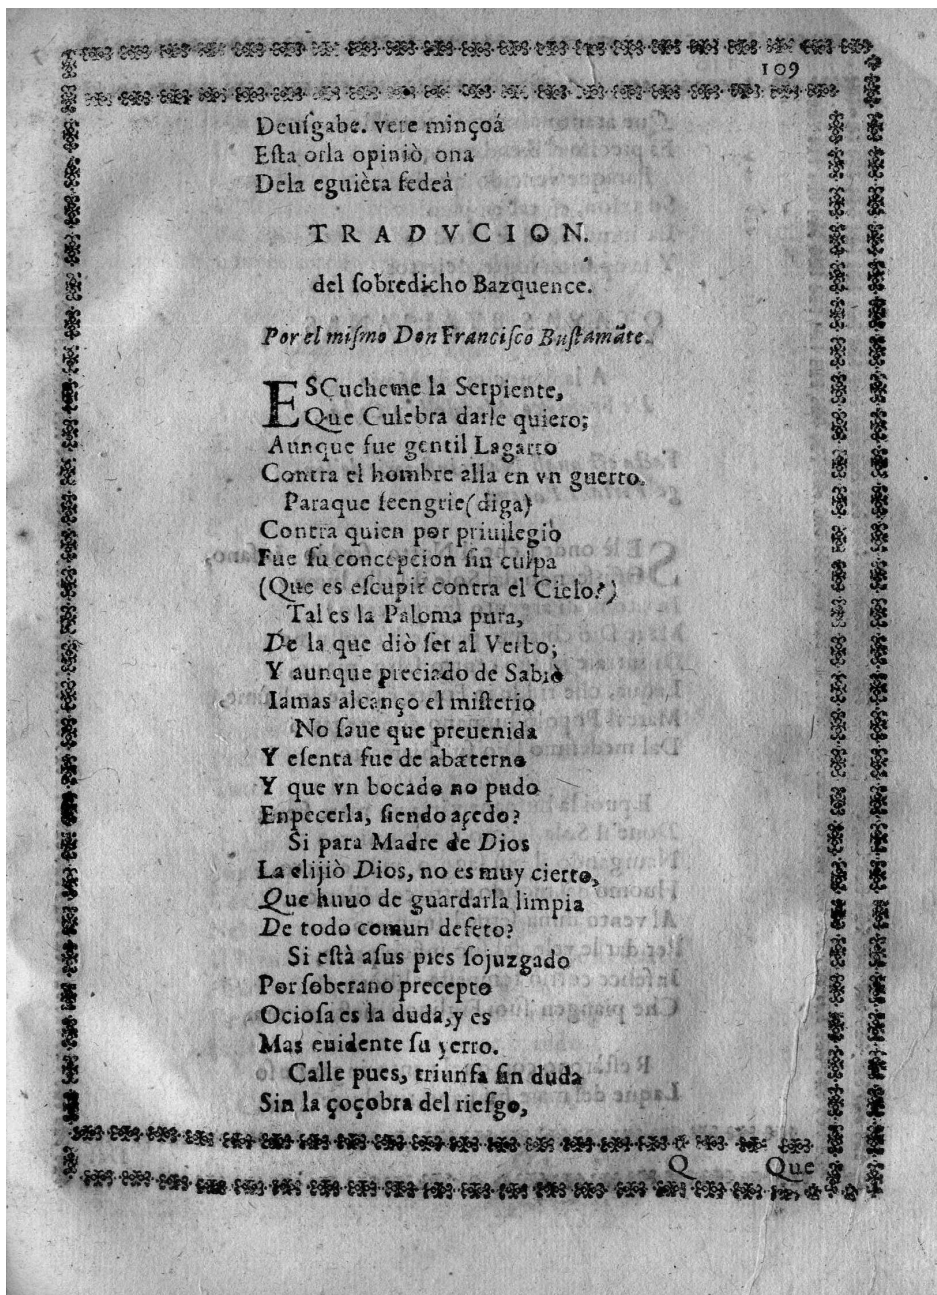 109
Deuſgabe. vere minçoá
Eſta orla opiniò, ona
Dela eguièta fedeà
TRADVCION.
del ſobredicho Bazquence.
Por el miſmo Don Franciſco Buſtamãte.
ESCucheme la Serpiente,
Que Culebra darle quiero;
Aunque fue gentil Lagarto
Contra el hombre alla en vn guerto.
Paraque ſeengrie(diga)
Contra quien por priuilegio
Fue ſu concepcion ſin culpa
(Que es eſcupir contra el Cielo?)
Tal es la Paloma pura,
De la que diò ſer al Verbo;
Y aunque preciado de Sabiò
Iamas alcanço el miſterio
No ſaue que preuenida
Y eſenta fue de abæterno
Y que vn bocado no pudo
Enpecerla, ſiendo açedo?
Si para Madre de Dios
La elijiò Dios, no es muy cierto,
Que huuo de guardarla limpia
De todo comun defeto?
Si eſtà aſus pies ſojuzgado
Por ſoberano precepto
Ocioſa es la duda, y es
Mas euidente ſu yerro.
Calle pues, triunfa ſin duda
Sin la çoçobra del rieſgo,
Q Que